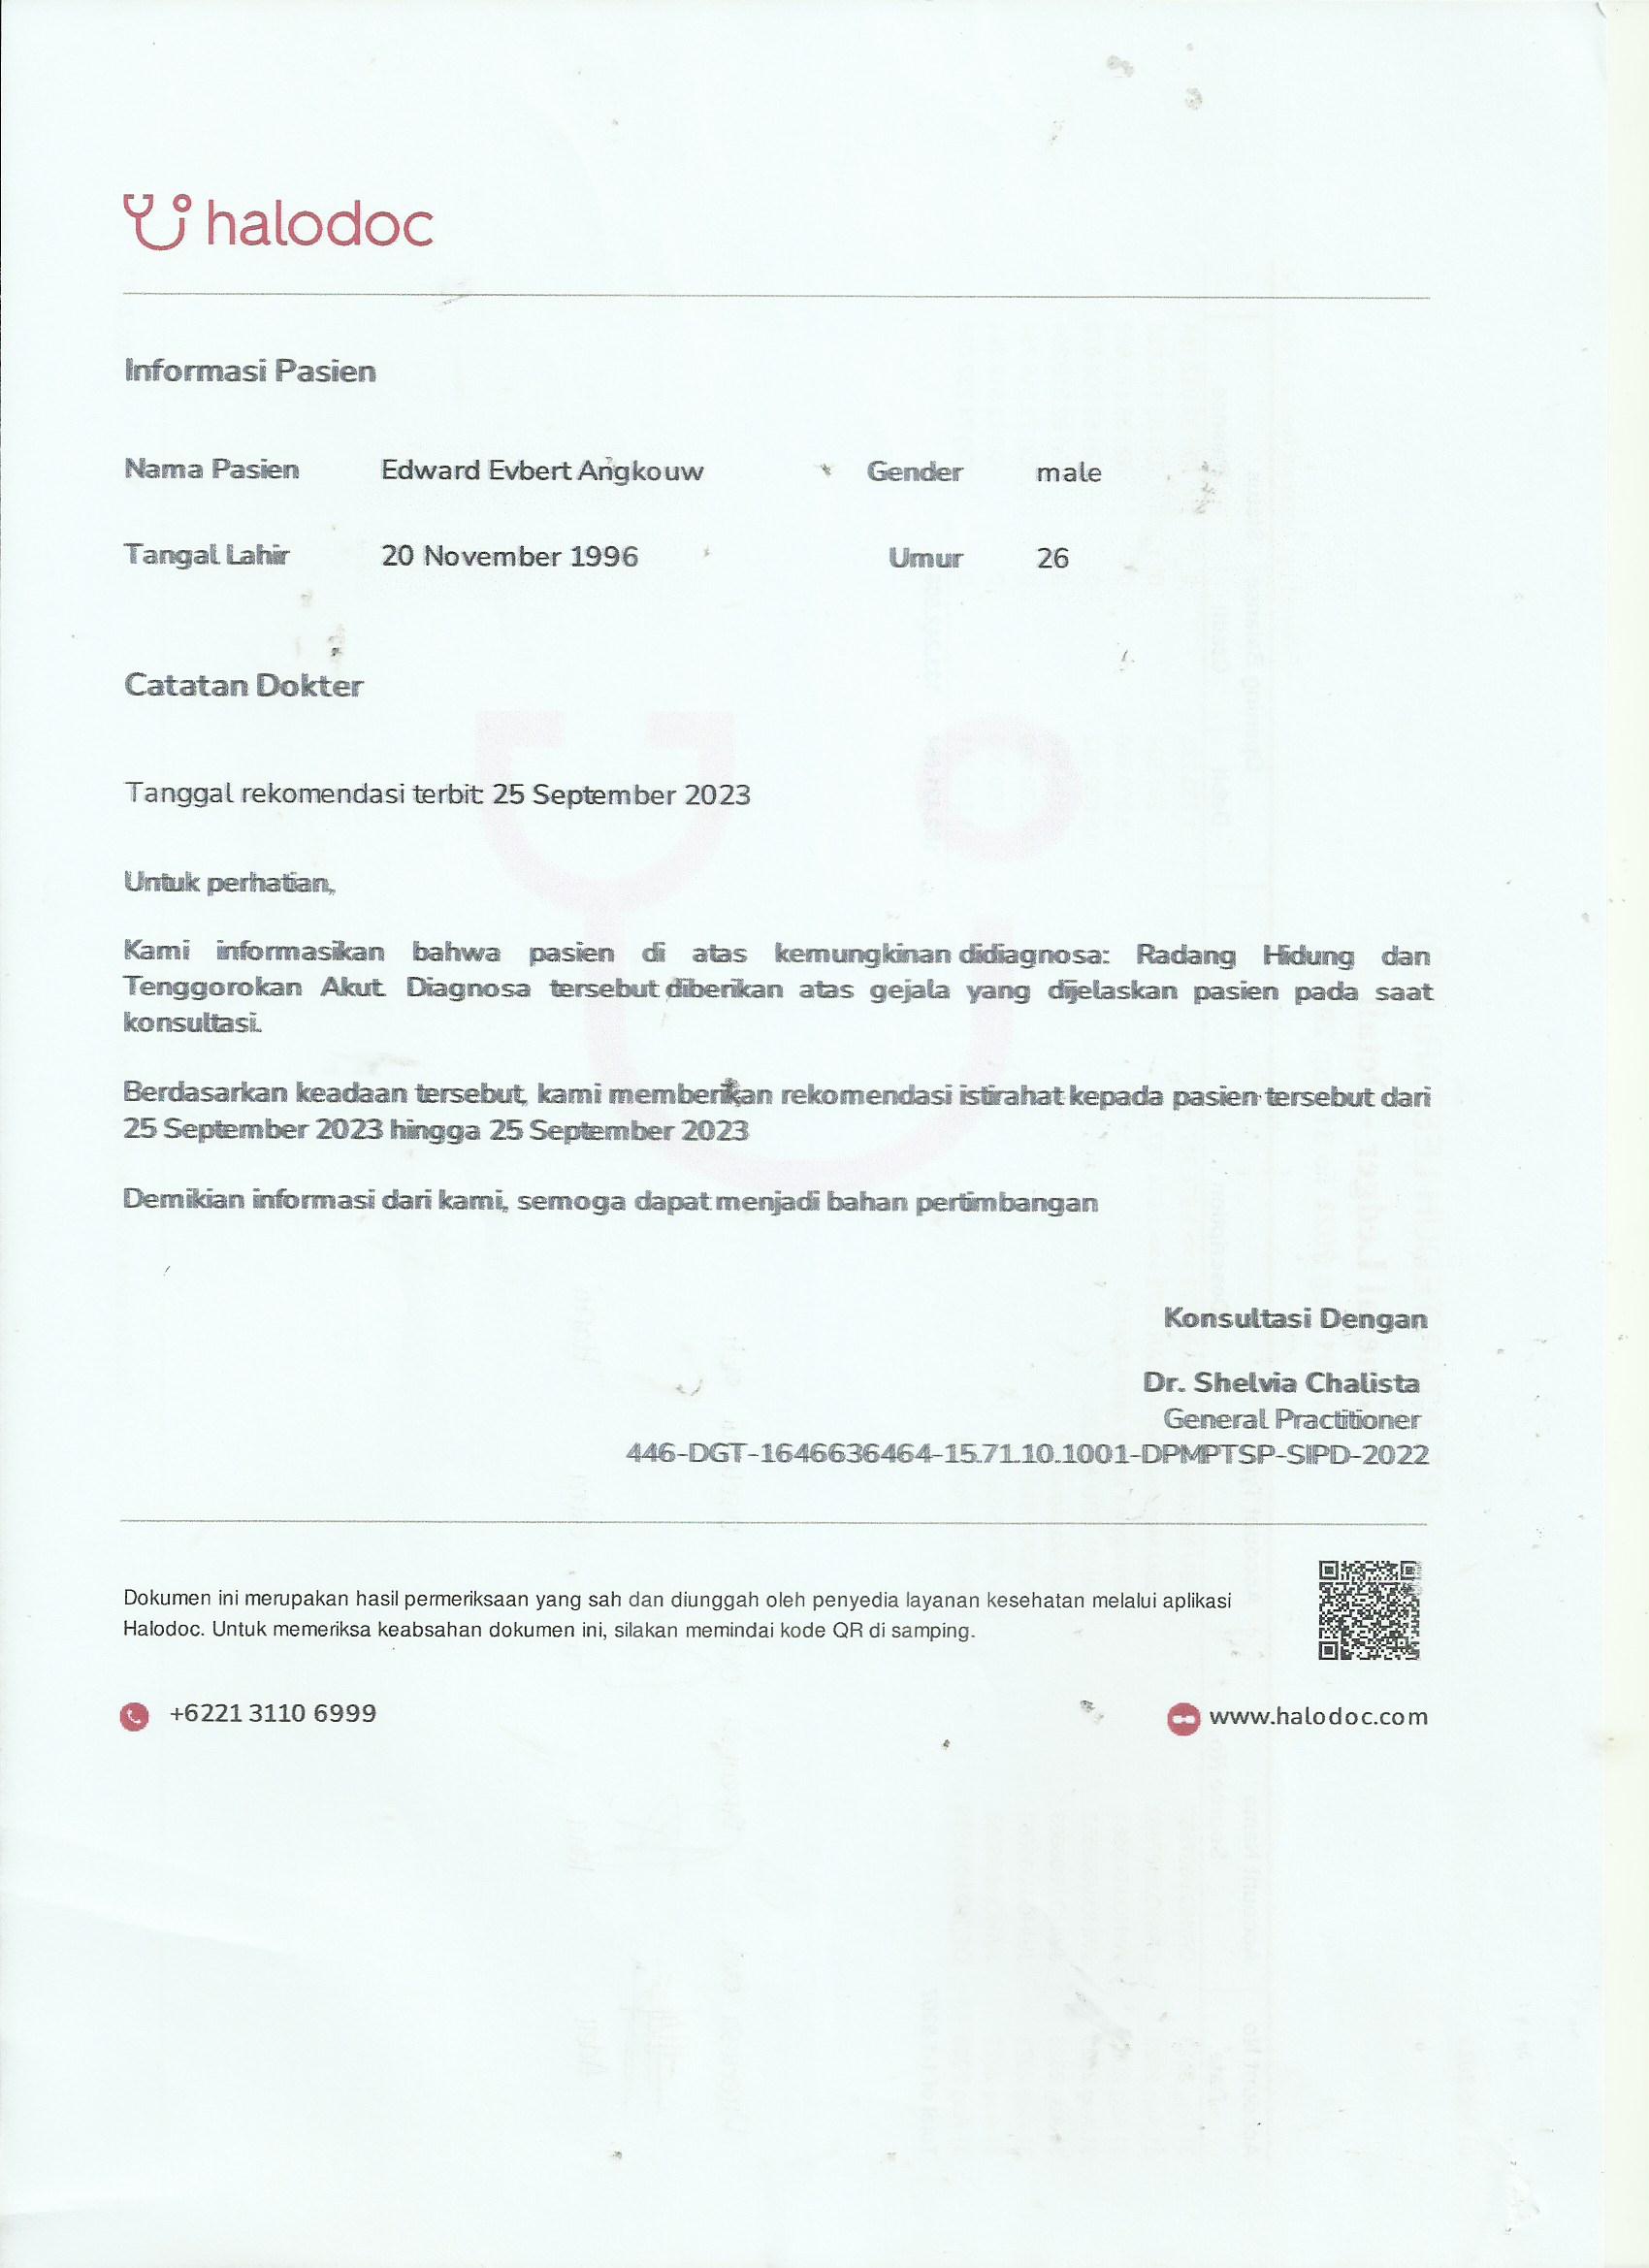 halodoc
Informasi Pasien
Nama Pasien Edward Evbert Angkouw Gender male
Tangal Lahir 20 November 1996 Umur 26
Catatan Dokter
Tanggal rekomendasi terbit: 25 September 2023
Untuk perhatian,
Kami informasikan bahwa pasien di atas kemungkinan didiagnosa: Radang Hidung dan
Tenggorokan Akut. Diagnosa tersebut diberikan atas gejala yang dijelaskan pasien pada saat
konsultasi.
Berdasarkan keadaan tersebut, kami memberikan rekomendasi istirahat kepada pasien tersebut dari
25 September 2023 hingga 25 September 2023
Demikian informasi dari kami, semoga dapat menjadi bahan pertimbangan
Konsultasi Dengan
Dr. Shelvia Chalista
General Practitioner
446-DGT-1646636464-15.71.10.1001-DPMPTSP-SIPD-2022
Dokumen ini merupakan hasil permeriksaan yang sah dan diunggah oleh penyedia layanan kesehatan melalui aplikasi
Halodoc. Untuk memeriksa keabsahan dokumen ini, silakan memindai kode QR di samping.
+6221 3110 6999 www.halodoc.com